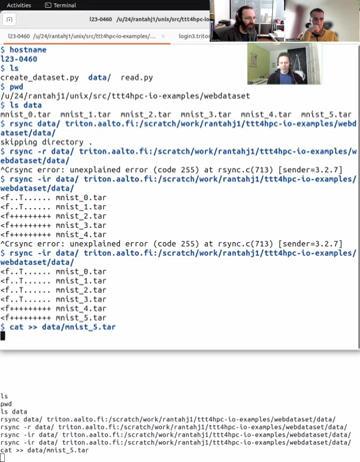 Activities
Terminal
l23-0460
l23-0460 /u/24/rantahj1/unix/src/ttt4hpc-io-examples/…
login3.trito
$ hostname
l23-0460
$ ls
create_dataset.py data/ read.py
$ pwd
/u/24/rantahj1/unix/src/ttt4hpc-io-examples/webdataset
$ ls data
mnist_0.tar mnist_1.tar mnist_2.tar mnist_3.tar mnist_4.tar mnist_5.tar
$ rsync data/ triton.aalto.fi:/scratch/work/rantahj1/ttt4hpc-io-examples/webd
ataset/data/
skipping directory .
$ rsync -r data/ triton.aalto.fi:/scratch/work/rantahj1/ttt4hpc-io-examples/w
ebdataset/data/
^Crsync error: unexplained error (code 255) at rsync.c(713) [sender=3.2.7]
$ rsync -ir data/ triton.aalto.fi:/scratch/work/rantahj1/ttt4hpc-io-examples/
webdataset/data/
<f..T...... mnist_0.tar
<f..T...... mnist_1.tar
<f+++++++++ mnist_2.tar
<f+++++++++ mnist_3.tar
<f+++++++++ mnist_4.tar
^Crsync error: unexplained error (code 255) at rsync.c(713) [sender=3.2.7]
$ rsync -ir data/ triton.aalto.fi:/scratch/work/rantahj1/ttt4hpc-io-examples/
webdataset/data/
<f..T...... mnist_0.tar
<f..T...... mnist_1.tar
<f..T...... mnist_2.tar
<f..T...... mnist_3.tar
<f+++++++++ mnist_4.tar
<f+++++++++ mnist_5.tar
$ cat >> data/mnist_5.tar
ls
pwd
ls data
rsync data/ triton.aalto.fi:/scratch/work/rantahj1/ttt4hpc-io-examples/webdataset/data/
rsync -r data/ triton.aalto.fi:/scratch/work/rantahj1/ttt4hpc-io-examples/webdataset/data/
rsync -ir data/ triton.aalto.fi:/scratch/work/rantahj1/ttt4hpc-io-examples/webdataset/data/
rsync -ir data/ triton.aalto.fi:/scratch/work/rantahj1/ttt4hpc-io-examples/webdataset/data/
cat >> data/mnist_5.tar